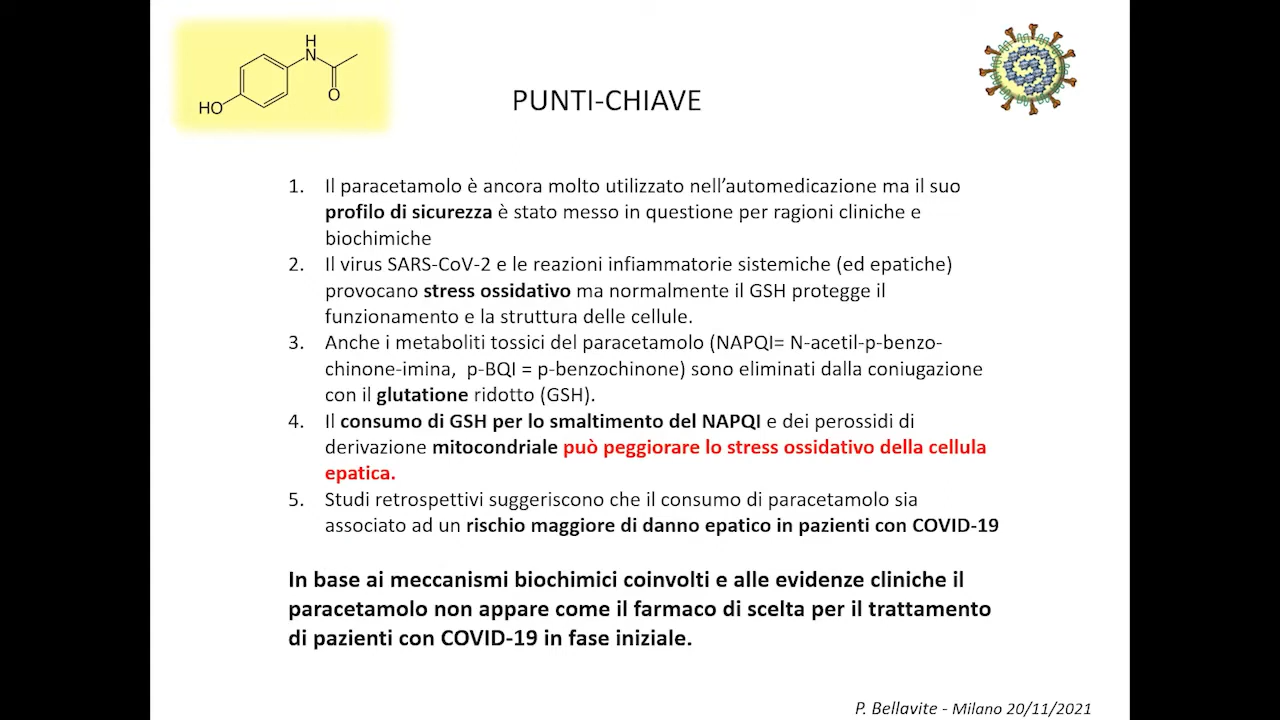 H
N
HO
O
PUNTI-CHIAVE
1. Il paracetamolo è ancora molto utilizzato nell’automedicazione ma il suo
profilo di sicurezza è stato messo in questione per ragioni cliniche e
biochimiche
2. Il virus SARS-CoV-2 e le reazioni infiammatorie sistemiche (ed epatiche)
provocano stress ossidativo ma normalmente il GSH protegge il
funzionamento e la struttura delle cellule.
3. Anche i metaboliti tossici del paracetamolo (NAPQI= N-acetil-p-benzo-
chinone-imina, p-BQI = p-benzochinone) sono eliminati dalla coniugazione
con il glutatione ridotto (GSH).
4. Il consumo di GSH per lo smaltimento del NAPQI e dei perossidi di
derivazione mitocondriale può peggiorare lo stress ossidativo della cellula
epatica.
5. Studi retrospettivi suggeriscono che il consumo di paracetamolo sia
associato ad un rischio maggiore di danno epatico in pazienti con COVID-19
In base ai meccanismi biochimici coinvolti e alle evidenze cliniche il
paracetamolo non appare come il farmaco di scelta per il trattamento
di pazienti con COVID-19 in fase iniziale.
P. Bellavite - Milano 20/11/2021